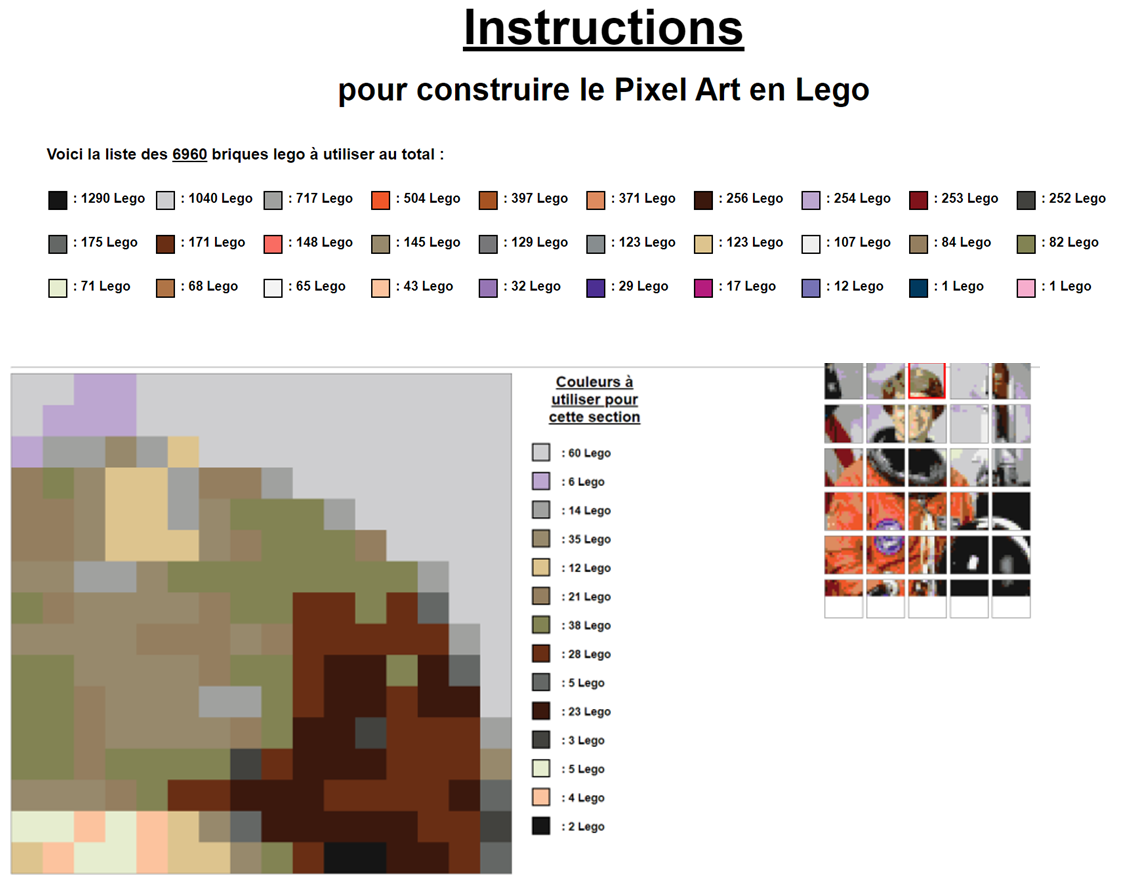 Instructions
pour construire le Pixel Art en Lego
Voici la liste des 6960 briques lego à utiliser au total :
: 1290 Lego : 1040 Lego : 717 Lego : 504 Lego : 397 Lego : 371 Lego : 256 Lego : 254 Lego : 253 Lego : 252 Lego
: 175 Lego : 171 Lego : 148 Lego : 145 Lego : 129 Lego : 123 Lego : 123 Lego : 107 Lego : 84 Lego : 82 Lego
: 71 Lego : 68 Lego : 65 Lego : 43 Lego : 32 Lego : 29 Lego : 17 Lego : 12 Lego : 1 Lego : 1 Lego
Couleurs à
utiliser pour
cette section
: 60 Lego
: 6 Lego
: 14 Lego
: 35 Lego
: 12 Lego
: 21 Lego
: 38 Lego
: 28 Lego
: 5 Lego
: 23 Lego
: 3 Lego
: 5 Lego
: 4 Lego
: 2 Lego